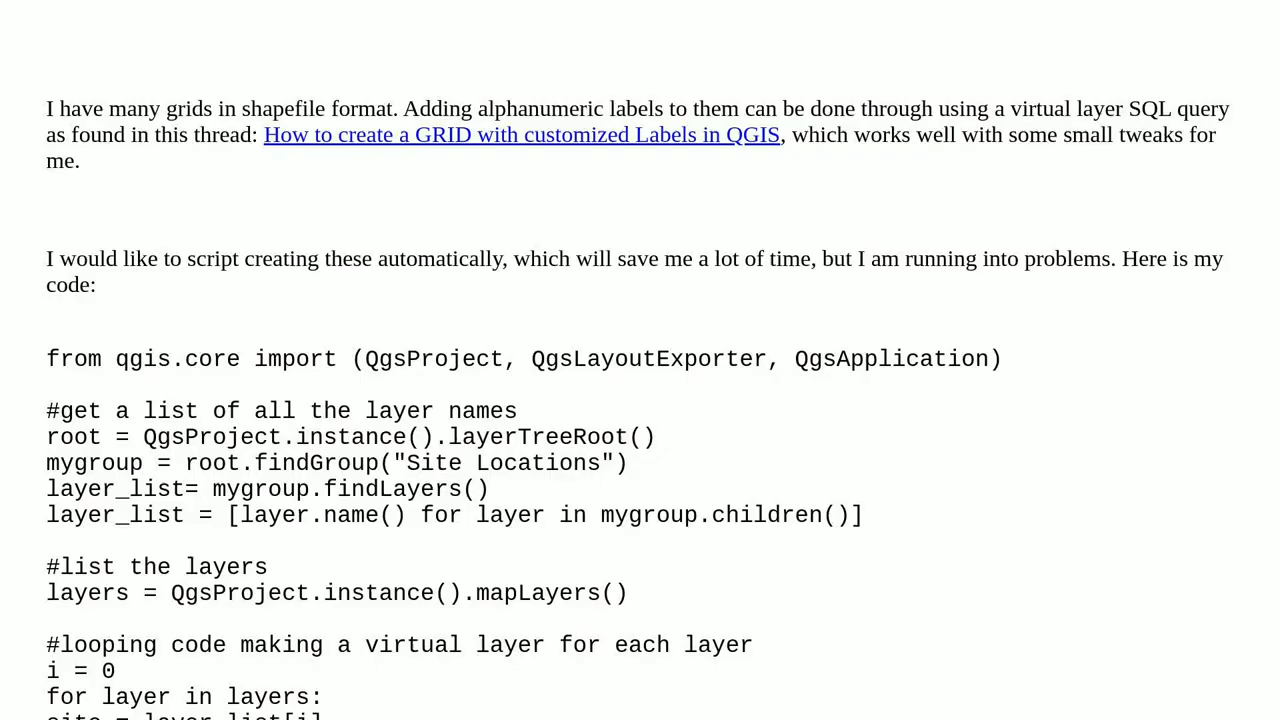 I have many grids in shapefile format. Adding alphanumeric labels to them can be done through using a virtual layer SQL query
as found in this thread: How to create a GRID with customized Labels in QGIS, which works well with some small tweaks for
me.
I would like to script creating these automatically, which will save me a lot of time, but I am running into problems. Here is my
code:
from qgis.core import (QgsProject, QgsLayoutExporter, QgsApplication)
#get a list of all the layer names
root = QgsProject.instance().layerTreeRoot()
mygroup = root.findGroup("Site Locations")
layer_list= mygroup.findLayers()
layer_list = [layer.name() for layer in mygroup.children()]
#list the layers
layers = QgsProject.instance().mapLayers()
#looping code making a virtual layer for each layer
i = 0
for layer in layers:
site = layer_list[i]